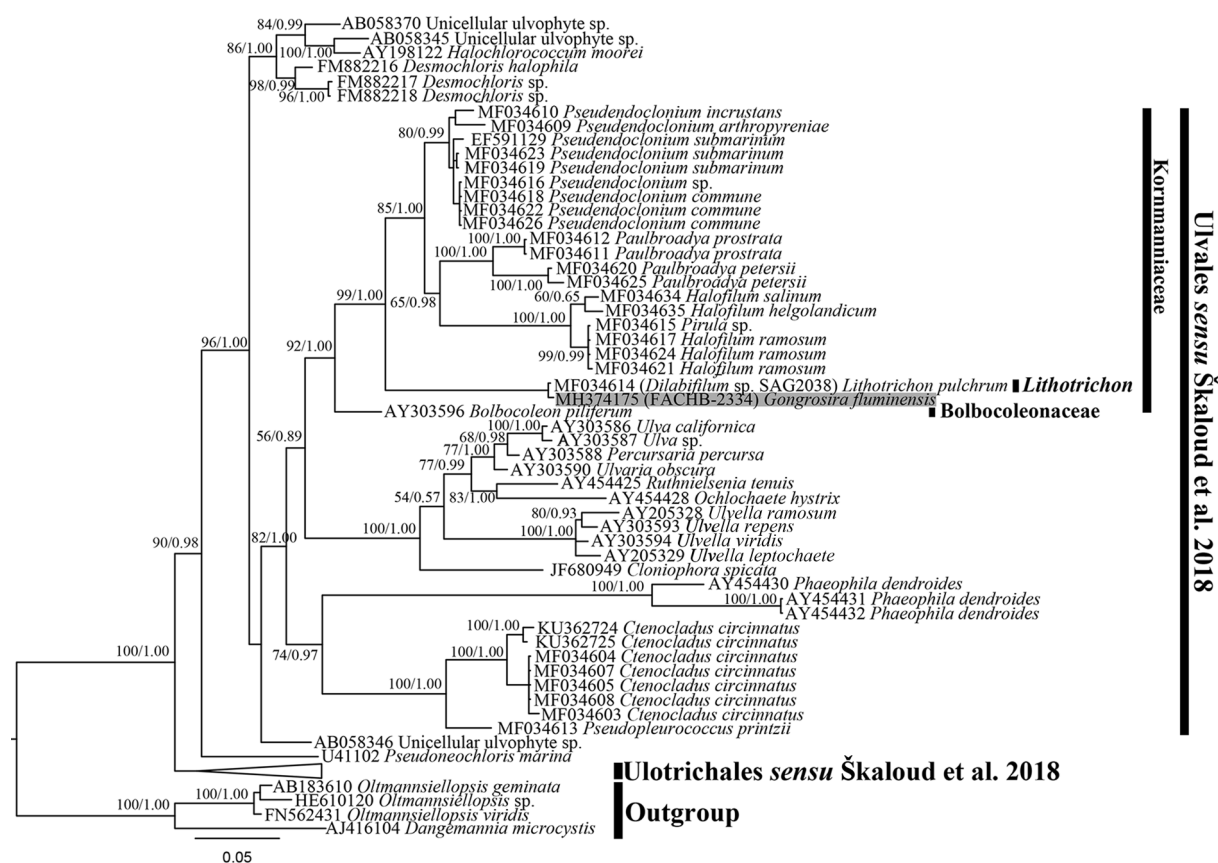 84/0.99
AB058370 Unicellular ulvophyte sp.
86/1.00
AB058345 Unicellular ulvophyte sp.
100/1.00
AY198122 Halochlorococcum moorei
FM882216 Desmochloris halophila
98/0.99
FM882217 Desmochloris sp.
96/1.00
FM882218 Desmochloris sp.
MF034610 Pseudendoclonium incrustans
MF034609 Pseudendoclonium arthropyreniae
80/0.99
EF591129 Pseudendoclonium submarinum
MF034623 Pseudendoclonium submarinum
MF034619 Pseudendoclonium submarinum
MF034616 Pseudendoclonium sp.
MF034618 Pseudendoclonium commune
85/1.00
MF034622 Pseudendoclonium commune
MF034626 Pseudendoclonium commune
100/1.00
MF034612 Paulbroadya prostrata
100/1.00
MF034611 Paulbroadya prostrata
MF034620 Paulbroadya petersii
100/1.00
MF034625 Paulbroadya petersii
99/1.00
65/0.98
60/0.65
MF034634 Halofilum salinum
MF034635 Halofilum helgolandicum
100/1.00
MF034615 Pirula sp.
MF034617 Halofilum ramosum
99/0.99
MF034624 Halofilum ramosum
MF034621 Halofilum ramosum
96/1.00
92/1.00
MF034614 (Dilabifilum sp. SAG2038) Lithotrichon pulchrum
Lithotrichon
MH374175 (FACHB-2334) Gongrosira fluminensis
AY303596 Bolbocoleon piliferum
Bolbocoleonaceae
Kornmanniaceae
Ulvales sensu Škaloud et al. 2018
100/1.00
AY303586 Ulva californica
56/0.89
68/0.98
AY303587 Ulva sp.
77/1.00
AY303588 Percursaria percursa
77/0.99
AY303590 Ulvaria obscura
AY454425 Ruthnielsenia tenuis
54/0.57
83/1.00
AY454428 Ochlochaete hystrix
80/0.93
AY205328 Ulvella ramosum
AY303593 Ulvella repens
100/1.00
100/1.00
AY303594 Ulvella viridis
AY205329 Ulvella leptochaete
82/1.00
90/0.98
JF680949 Cloniophora spicata
100/1.00
AY454430 Phaeophila dendroides
100/1.00
AY454431 Phaeophila dendroides
AY454432 Phaeophila dendroides
100/1.00
KU362724 Ctenocladus circinnatus
KU362725 Ctenocladus circinnatus
100/1.00
74/0.97
100/1.00
MF034604 Ctenocladus circinnatus
MF034607 Ctenocladus circinnatus
100/1.00
MF034605 Ctenocladus circinnatus
MF034608 Ctenocladus circinnatus
MF034603 Ctenocladus circinnatus
MF034613 Pseudopleurococcus printzii
AB058346 Unicellular ulvophyte sp.
U41102 Pseudoneochloris marina
Ulotrichales sensu Škaloud et al. 2018
AB183610 Oltmannsiellopsis geminata
100/1.00
HE610120 Oltmannsiellopsis sp.
100/1.00
FN562431 Oltmannsiellopsis viridis
Outgroup
AJ416104 Dangemannia microcystis
0.05